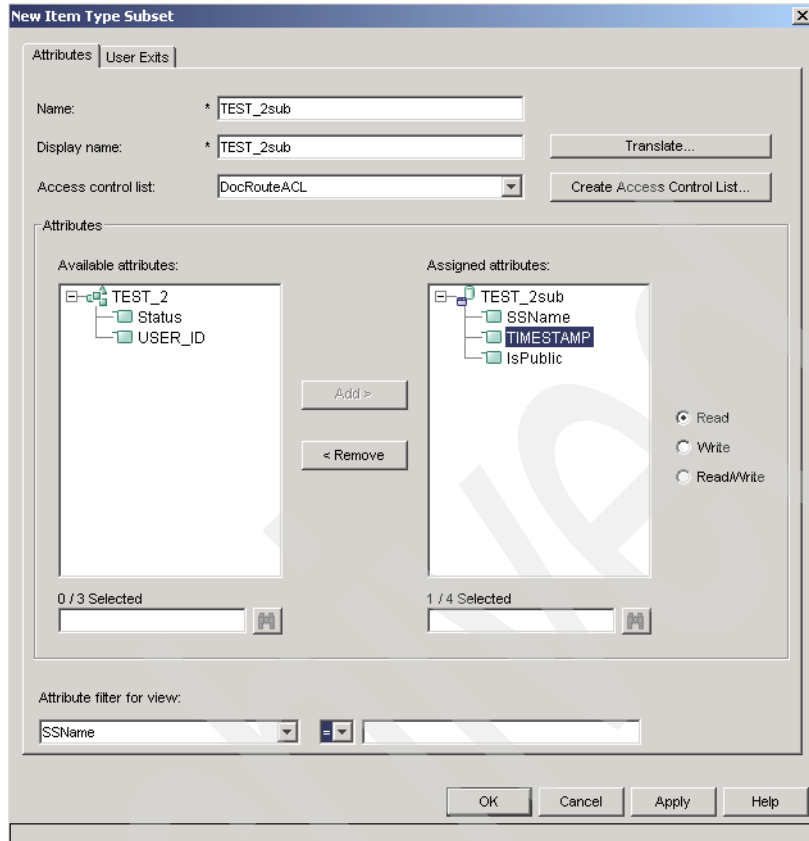 New Item Type Subset
Attributes User Exits
Name: * TEST_2sub
Display name: * TEST_2sub Translate...
Access control list: DocRouteACL Create Access Control List...
Attributes
Available attributes: Assigned attributes:
TEST_2 TEST_2sub
Status SSName
USER_ID TIMESTAMP
IsPublic
Add >
Read
< Remove Write
Read/Write
0 / 3 Selected 1 / 4 Selected
Attribute filter for view:
SSName =
OK Cancel Apply Help